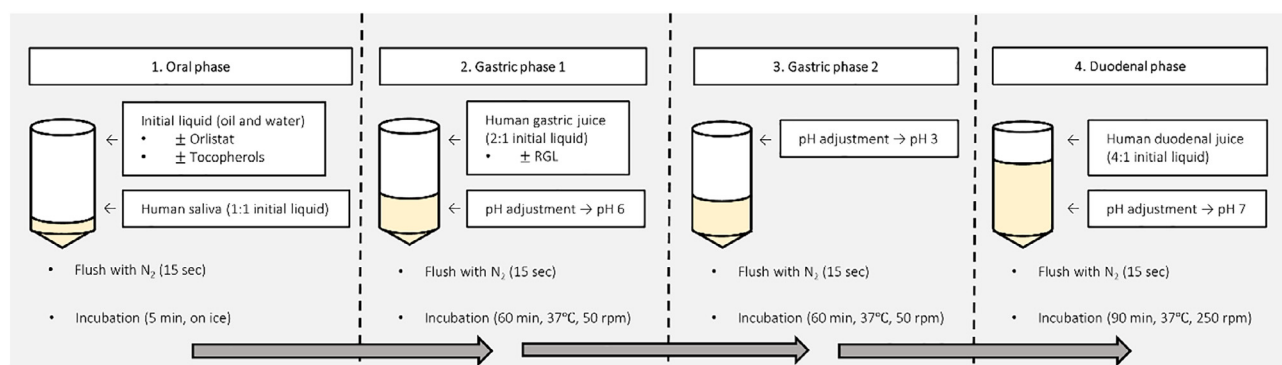 1. Oral phase
Initial liquid (oil and water)
• ± Orlistat
• ± Tocopherols
Human saliva (1:1 initial liquid)
• Flush with N₂ (15 sec)
• Incubation (5 min, on ice)
2. Gastric phase 1
Human gastric juice
(2:1 initial liquid)
• ± RGL
pH adjustment → pH 6
• Flush with N₂ (15 sec)
• Incubation (60 min, 37℃, 50 rpm)
3. Gastric phase 2
pH adjustment → pH 3
• Flush with N₂ (15 sec)
• Incubation (60 min, 37℃, 50 rpm)
4. Duodenal phase
Human duodenal juice
(4:1 initial liquid)
pH adjustment → pH 7
• Flush with N₂ (15 sec)
• Incubation (90 min, 37℃, 250 rpm)